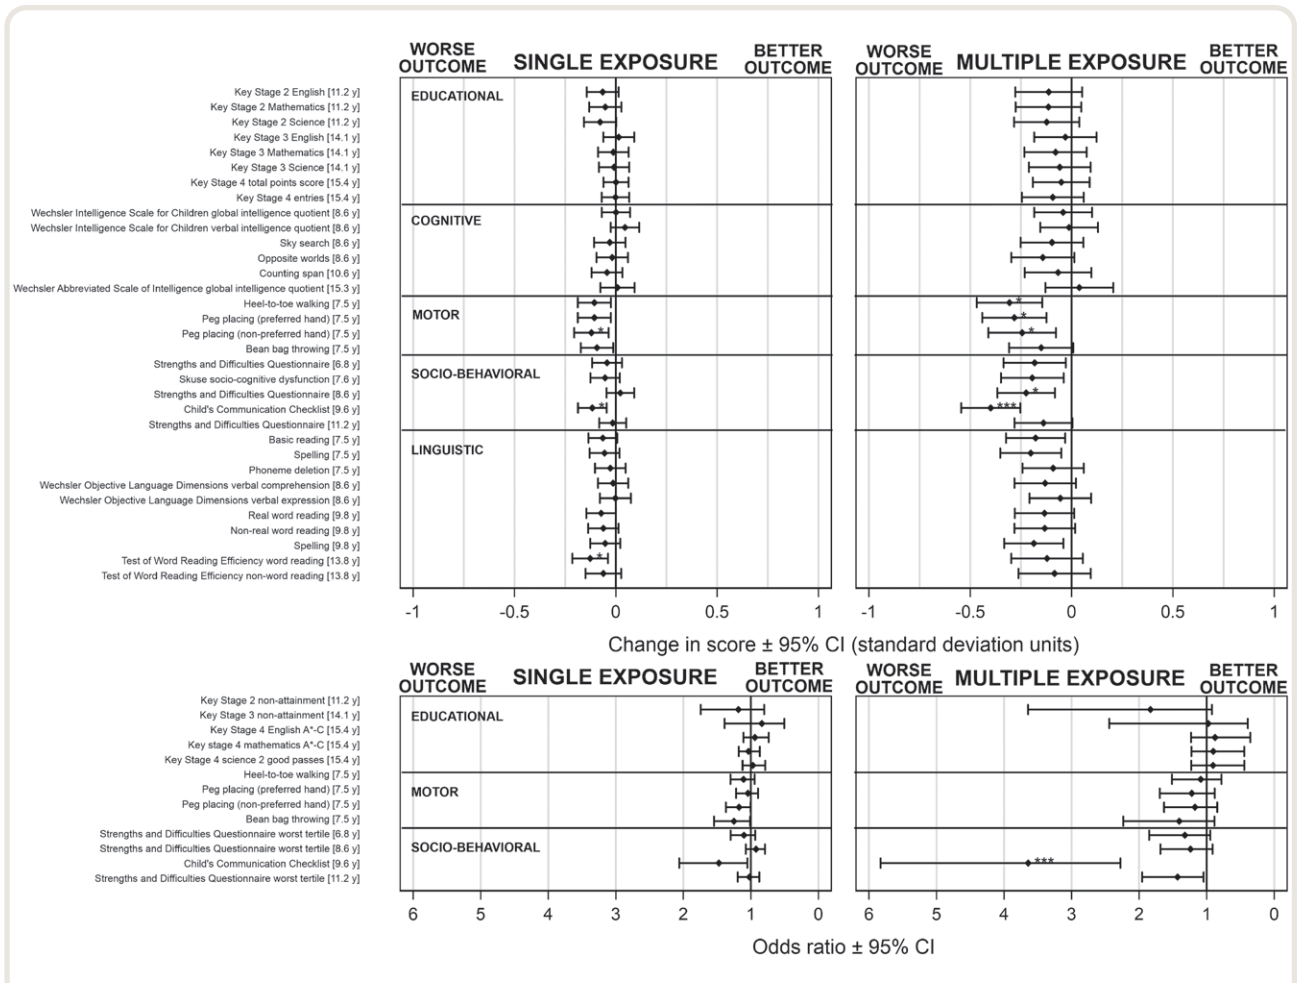 WORSE OUTCOME
SINGLE EXPOSURE
BETTER OUTCOME
WORSE OUTCOME
MULTIPLE EXPOSURE
BETTER OUTCOME
EDUCATIONAL
Key Stage 2 English [11.2 y]
Key Stage 2 Mathematics [11.2 y]
Key Stage 2 Science [11.2 y]
Key Stage 3 English [14.1 y]
Key Stage 3 Mathematics [14.1 y]
Key Stage 3 Science [14.1 y]
Key Stage 4 total points score [15.4 y]
Key Stage 4 entries [15.4 y]
COGNITIVE
Wechsler Intelligence Scale for Children global intelligence quotient [8.6 y]
Wechsler Intelligence Scale for Children verbal intelligence quotient [8.6 y]
Sky search [8.6 y]
Opposite worlds [8.6 y]
Counting span [10.6 y]
Wechsler Abbreviated Scale of Intelligence global intelligence quotient [15.3 y]
MOTOR
Heel-to-toe walking [7.5 y]
*
Peg placing (preferred hand) [7.5 y]
*
Peg placing (non-preferred hand) [7.5 y]
*
*
Bean bag throwing [7.5 y]
SOCIO-BEHAVIORAL
Strengths and Difficulties Questionnaire [6.8 y]
Skuse socio-cognitive dysfunction [7.6 y]
Strengths and Difficulties Questionnaire [8.6 y]
*
Child's Communication Checklist [9.6 y]
*
***
Strengths and Difficulties Questionnaire [11.2 y]
LINGUISTIC
Basic reading [7.5 y]
Spelling [7.5 y]
Phoneme deletion [7.5 y]
Wechsler Objective Language Dimensions verbal comprehension [8.6 y]
Wechsler Objective Language Dimensions verbal expression [8.6 y]
Real word reading [9.8 y]
Non-real word reading [9.8 y]
Spelling [9.8 y]
Test of Word Reading Efficiency word reading [13.8 y]
*
Test of Word Reading Efficiency non-word reading [13.8 y]
-1 -0.5 0 0.5 1
-1 -0.5 0 0.5 1
Change in score ± 95% CI (standard deviation units)
WORSE OUTCOME
SINGLE EXPOSURE
BETTER OUTCOME
WORSE OUTCOME
MULTIPLE EXPOSURE
BETTER OUTCOME
EDUCATIONAL
Key Stage 2 non-attainment [11.2 y]
Key Stage 3 non-attainment [14.1 y]
Key Stage 4 English A*-C [15.4 y]
Key stage 4 mathematics A*-C [15.4 y]
Key Stage 4 science 2 good passes [15.4 y]
MOTOR
Heel-to-toe walking [7.5 y]
Peg placing (preferred hand) [7.5 y]
Peg placing (non-preferred hand) [7.5 y]
Bean bag throwing [7.5 y]
SOCIO-BEHAVIORAL
Strengths and Difficulties Questionnaire worst tertile [6.8 y]
Strengths and Difficulties Questionnaire worst tertile [8.6 y]
Child's Communication Checklist [9.6 y]
***
Strengths and Difficulties Questionnaire worst tertile [11.2 y]
6 5 4 3 2 1 0
6 5 4 3 2 1 0
Odds ratio ± 95% CI